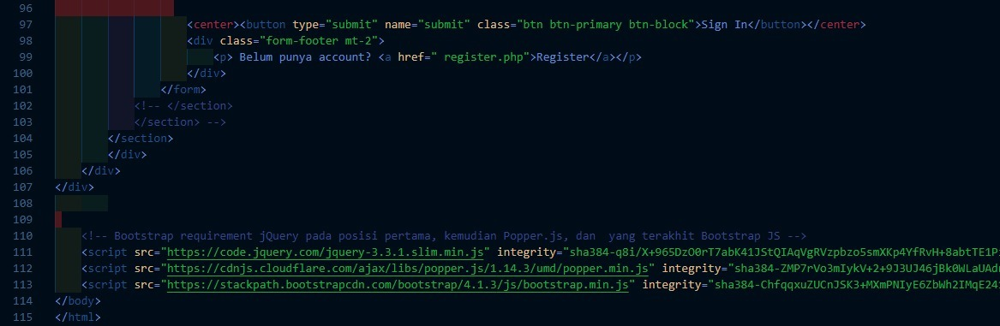 96
97 <center><button type="submit" name="submit" class="btn btn-primary btn-block">Sign In</button></center>
98 <div class="form-footer mt-2">
99 <p> Belum punya account? <a href=" register.php">Register</a></p>
100 </div>
101 </form>
102 <!-- </section>
103 </section> -->
104 </section>
105 </div>
106 </div>
107 </div>
108
109
110 <!-- Bootstrap requirement jQuery pada posisi pertama, kemudian Popper.js, dan  yang terakhit Bootstrap JS -->
111 <script src="https://code.jquery.com/jquery-3.3.1.slim.min.js" integrity="sha384-q8i/X+965DzO0rT7abK41JStQIAqVgRVzpbzo5smXKp4YfRvH+8abtTE1Pi
112 <script src="https://cdnjs.cloudflare.com/ajax/libs/popper.js/1.14.3/umd/popper.min.js" integrity="sha384-ZMP7rVo3mIykV+2+9J3UJ46jBk0WLaUAdn
113 <script src="https://stackpath.bootstrapcdn.com/bootstrap/4.1.3/js/bootstrap.min.js" integrity="sha384-ChfqqxuZUCnJSK3+MXmPNIyE6ZbWh2IMqE241
114 </body>
115 </html>